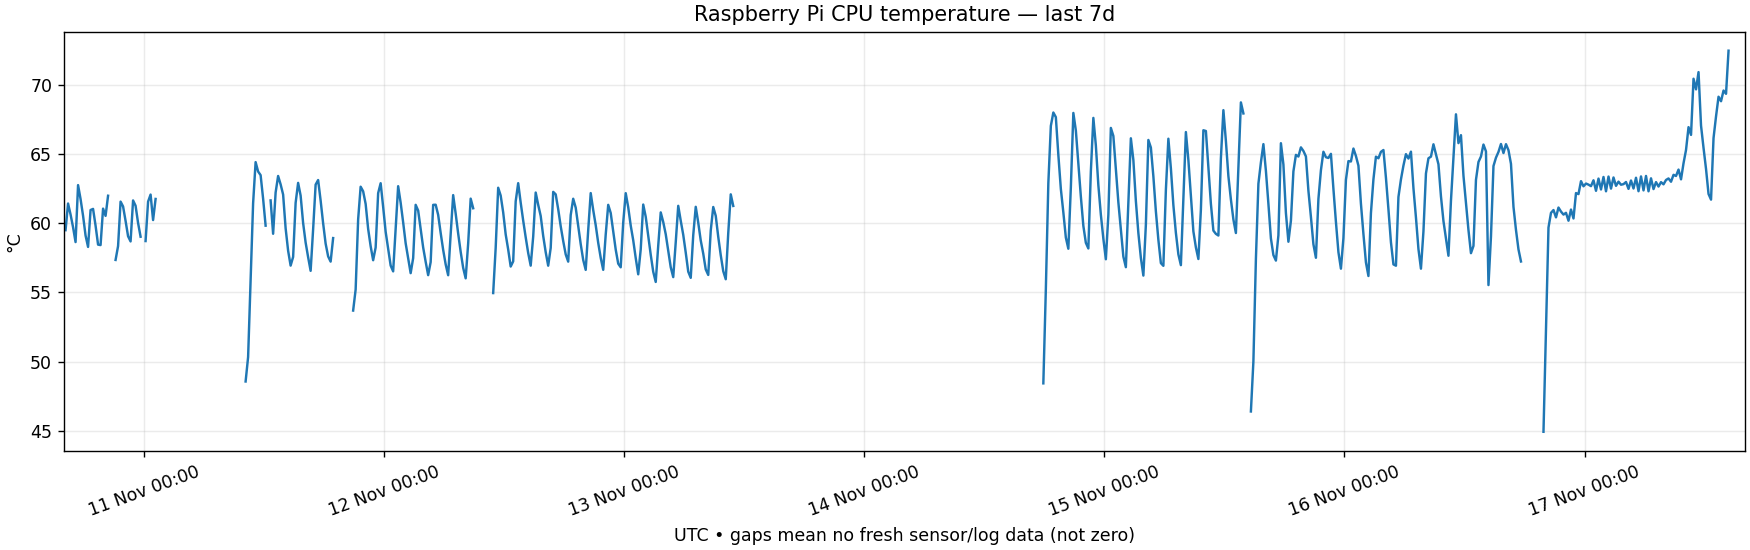 Raspberry Pi CPU temperature — last 7d
°C
70
65
60
55
50
45
11 Nov 00:00
12 Nov 00:00
13 Nov 00:00
14 Nov 00:00
15 Nov 00:00
16 Nov 00:00
17 Nov 00:00
UTC • gaps mean no fresh sensor/log data (not zero)